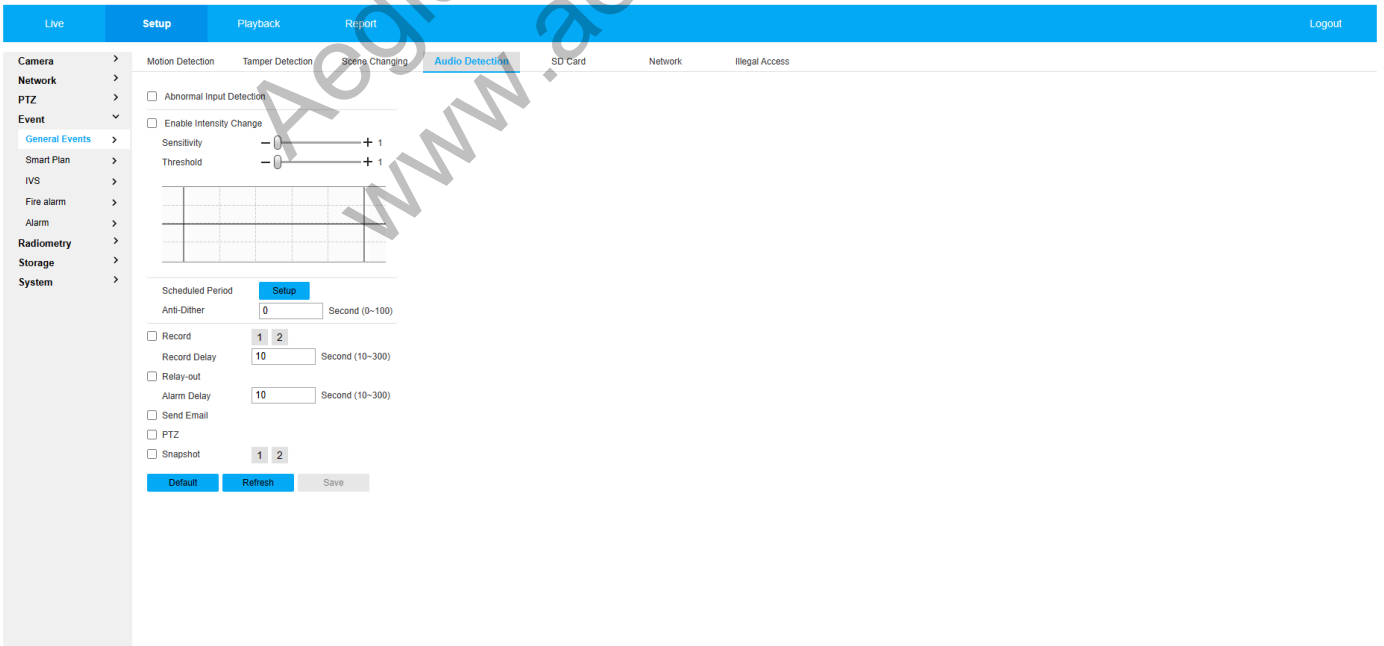 Live Setup Playback Report Logout
Camera
Network
PTZ
Event
General Events
Smart Plan
IVS
Fire alarm
Alarm
Radiometry
Storage
System
Motion Detection Tamper Detection Scene Changing Audio Detection SD Card Network Illegal Access
Abnormal Input Detection
Enable Intensity Change
Sensitivity 1
Threshold 1
Scheduled Period Setup
Anti-Dither 0 Second (0~100)
Record 1 2
Record Delay 10 Second (10~300)
Relay-out
Alarm Delay 10 Second (10~300)
Send Email
PTZ
Snapshot 1 2
Default Refresh Save